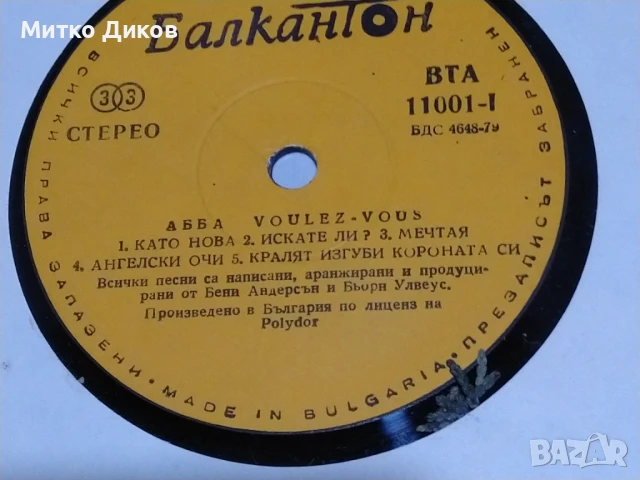 Митко Диков
Балкантон
33
СТЕРЕО
ВТА
11001-I
БДС 4648-79
АББА VOULEZ-VOUS
1. КАТО НОВА 2. ИСКАТЕ ЛИ? 3. МЕЧТАЯ
4. АНГЕЛСКИ ОЧИ 5. КРАЛЯТ ИЗГУБИ КОРОНАТА СИ
Всички песни са написани, аранжирани и продуци-
рани от Бени Андерсън и Бьорн Улвеус.
Произведено в България по лиценз на
Polydor
ВСИЧКИ ПРАВА ЗАПАЗЕНИ • MADE IN BULGARIA • ПРЕЗАПИСЪТ ЗАБРАНЕН
BAZAR